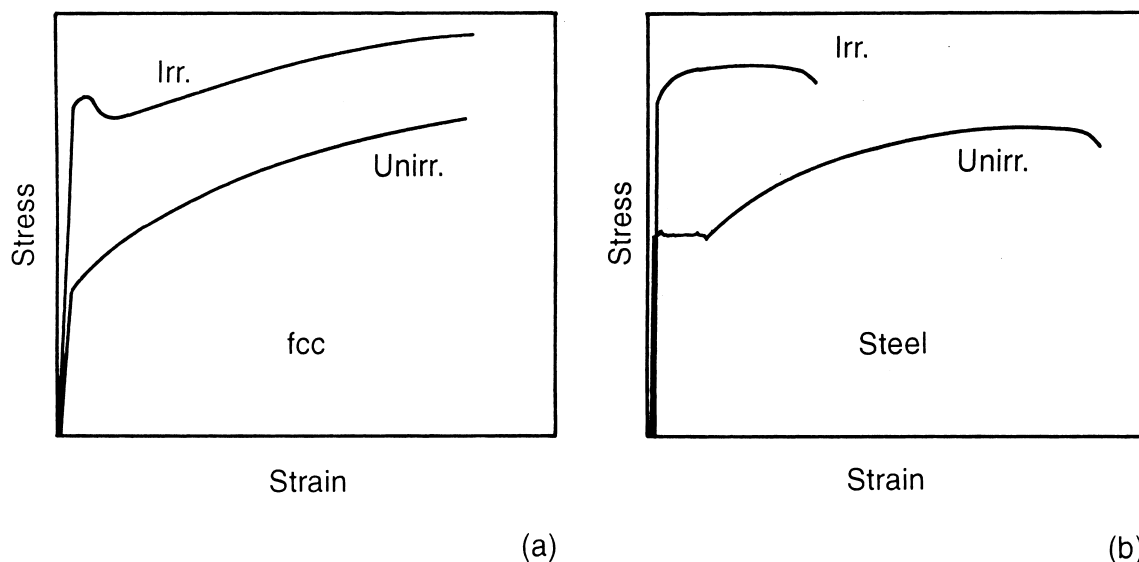 Stress
Irr.
Unirr.
fcc
Strain
(a)
Stress
Irr.
Unirr.
Steel
Strain
(b)